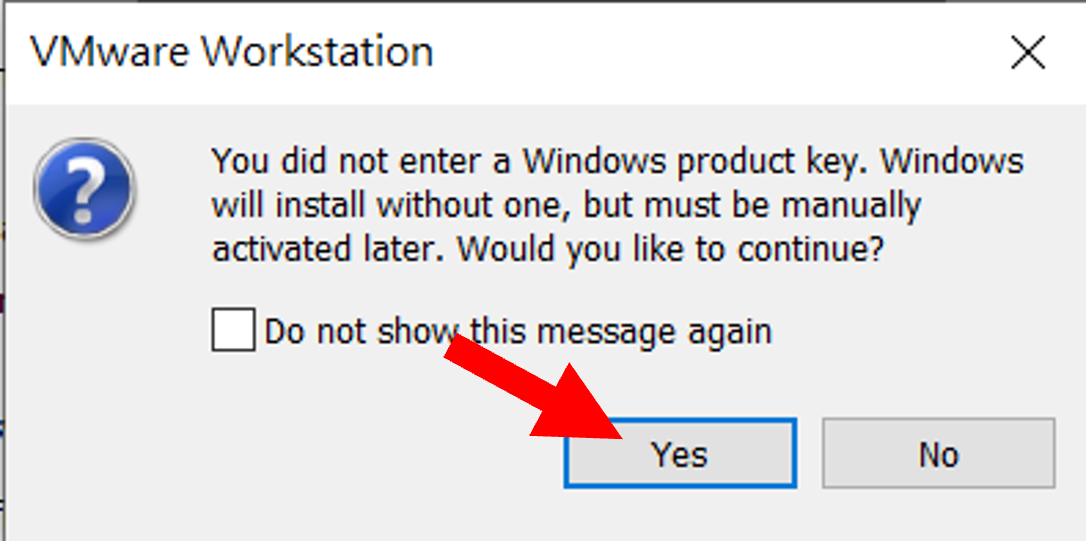 VMware Workstation
You did not enter a Windows product key. Windows
will install without one, but must be manually
activated later. Would you like to continue?
Do not show this message again
Yes No